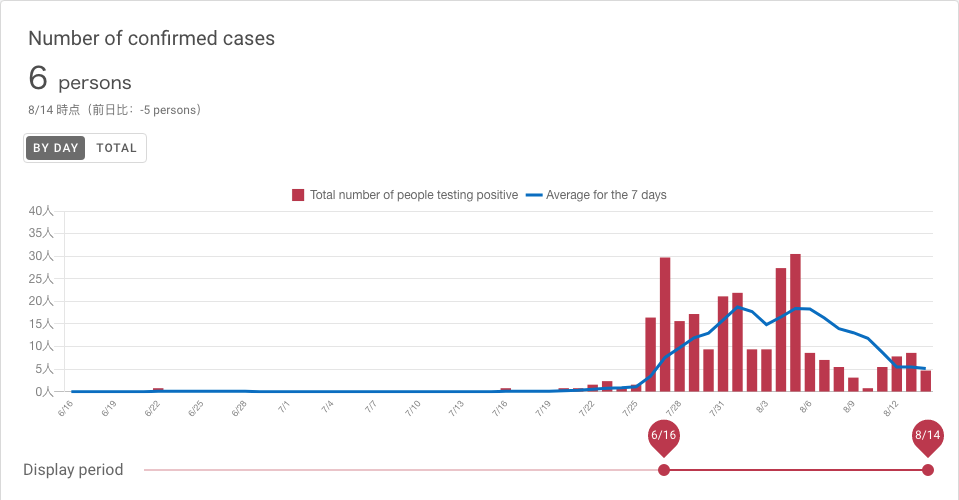 Number of confirmed cases
6 persons
8/14 時点（前日比：-5 persons）
BY DAY TOTAL
Total number of people testing positive Average for the 7 days
40人
35人
30人
25人
20人
15人
10人
5人
0人
6/16 6/19 6/22 6/25 6/28 7/1 7/4 7/7 7/10 7/13 7/16 7/19 7/22 7/25 7/28 7/31 8/3 8/6 8/9 8/12
6/16 8/14
Display period